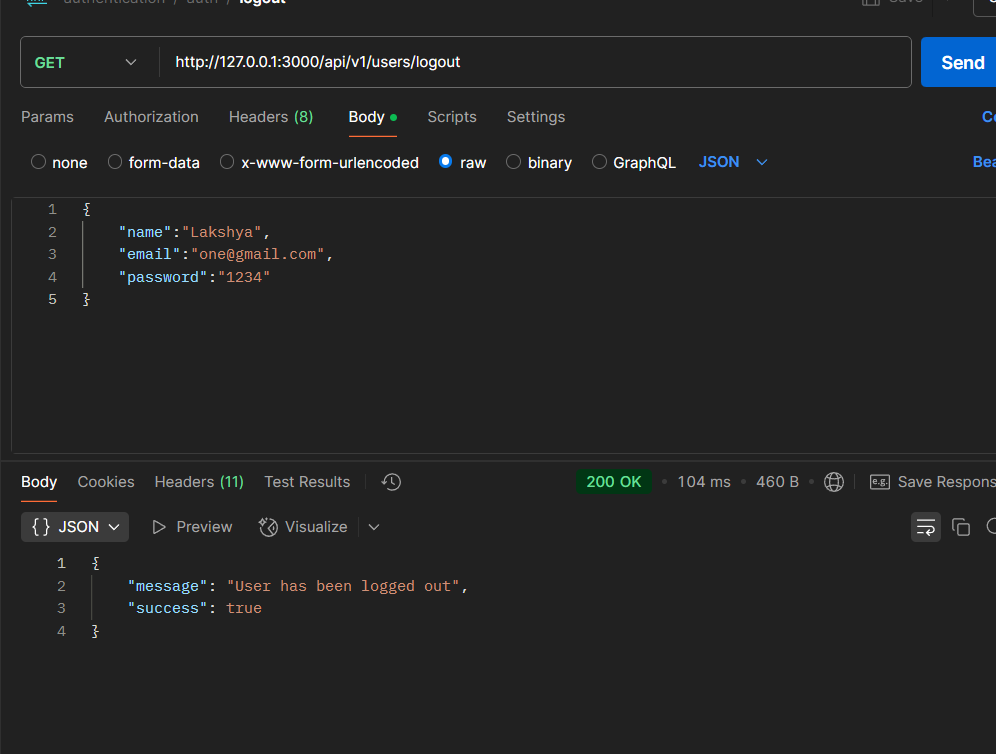 authentication / auth / logout Save
GET http://127.0.0.1:3000/api/v1/users/logout Send
Params Authorization Headers (8) Body Scripts Settings
none form-data x-www-form-urlencoded raw binary GraphQL JSON
1 {
2 "name":"Lakshya",
3 "email":"one@gmail.com",
4 "password":"1234"
5 }
Body Cookies Headers (11) Test Results 200 OK • 104 ms • 460 B • e.g. Save Respons
{} JSON Preview Visualize
1 {
2 "message": "User has been logged out",
3 "success": true
4 }